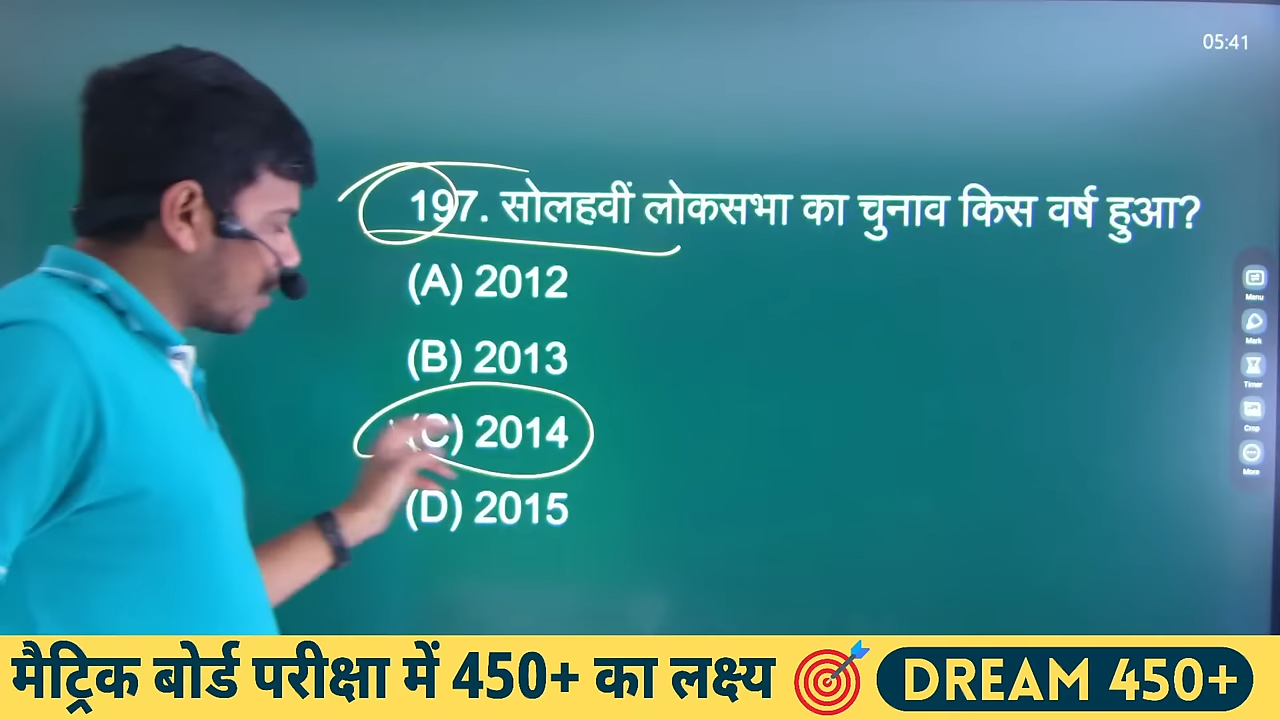 05:41
197. सोलहवीं लोकसभा का चुनाव किस वर्ष हुआ?
(A) 2012
(B) 2013
(C) 2014
(D) 2015
Menu
Mark
Timer
Crop
More
मैट्रिक बोर्ड परीक्षा में 450+ का लक्ष्य DREAM 450+